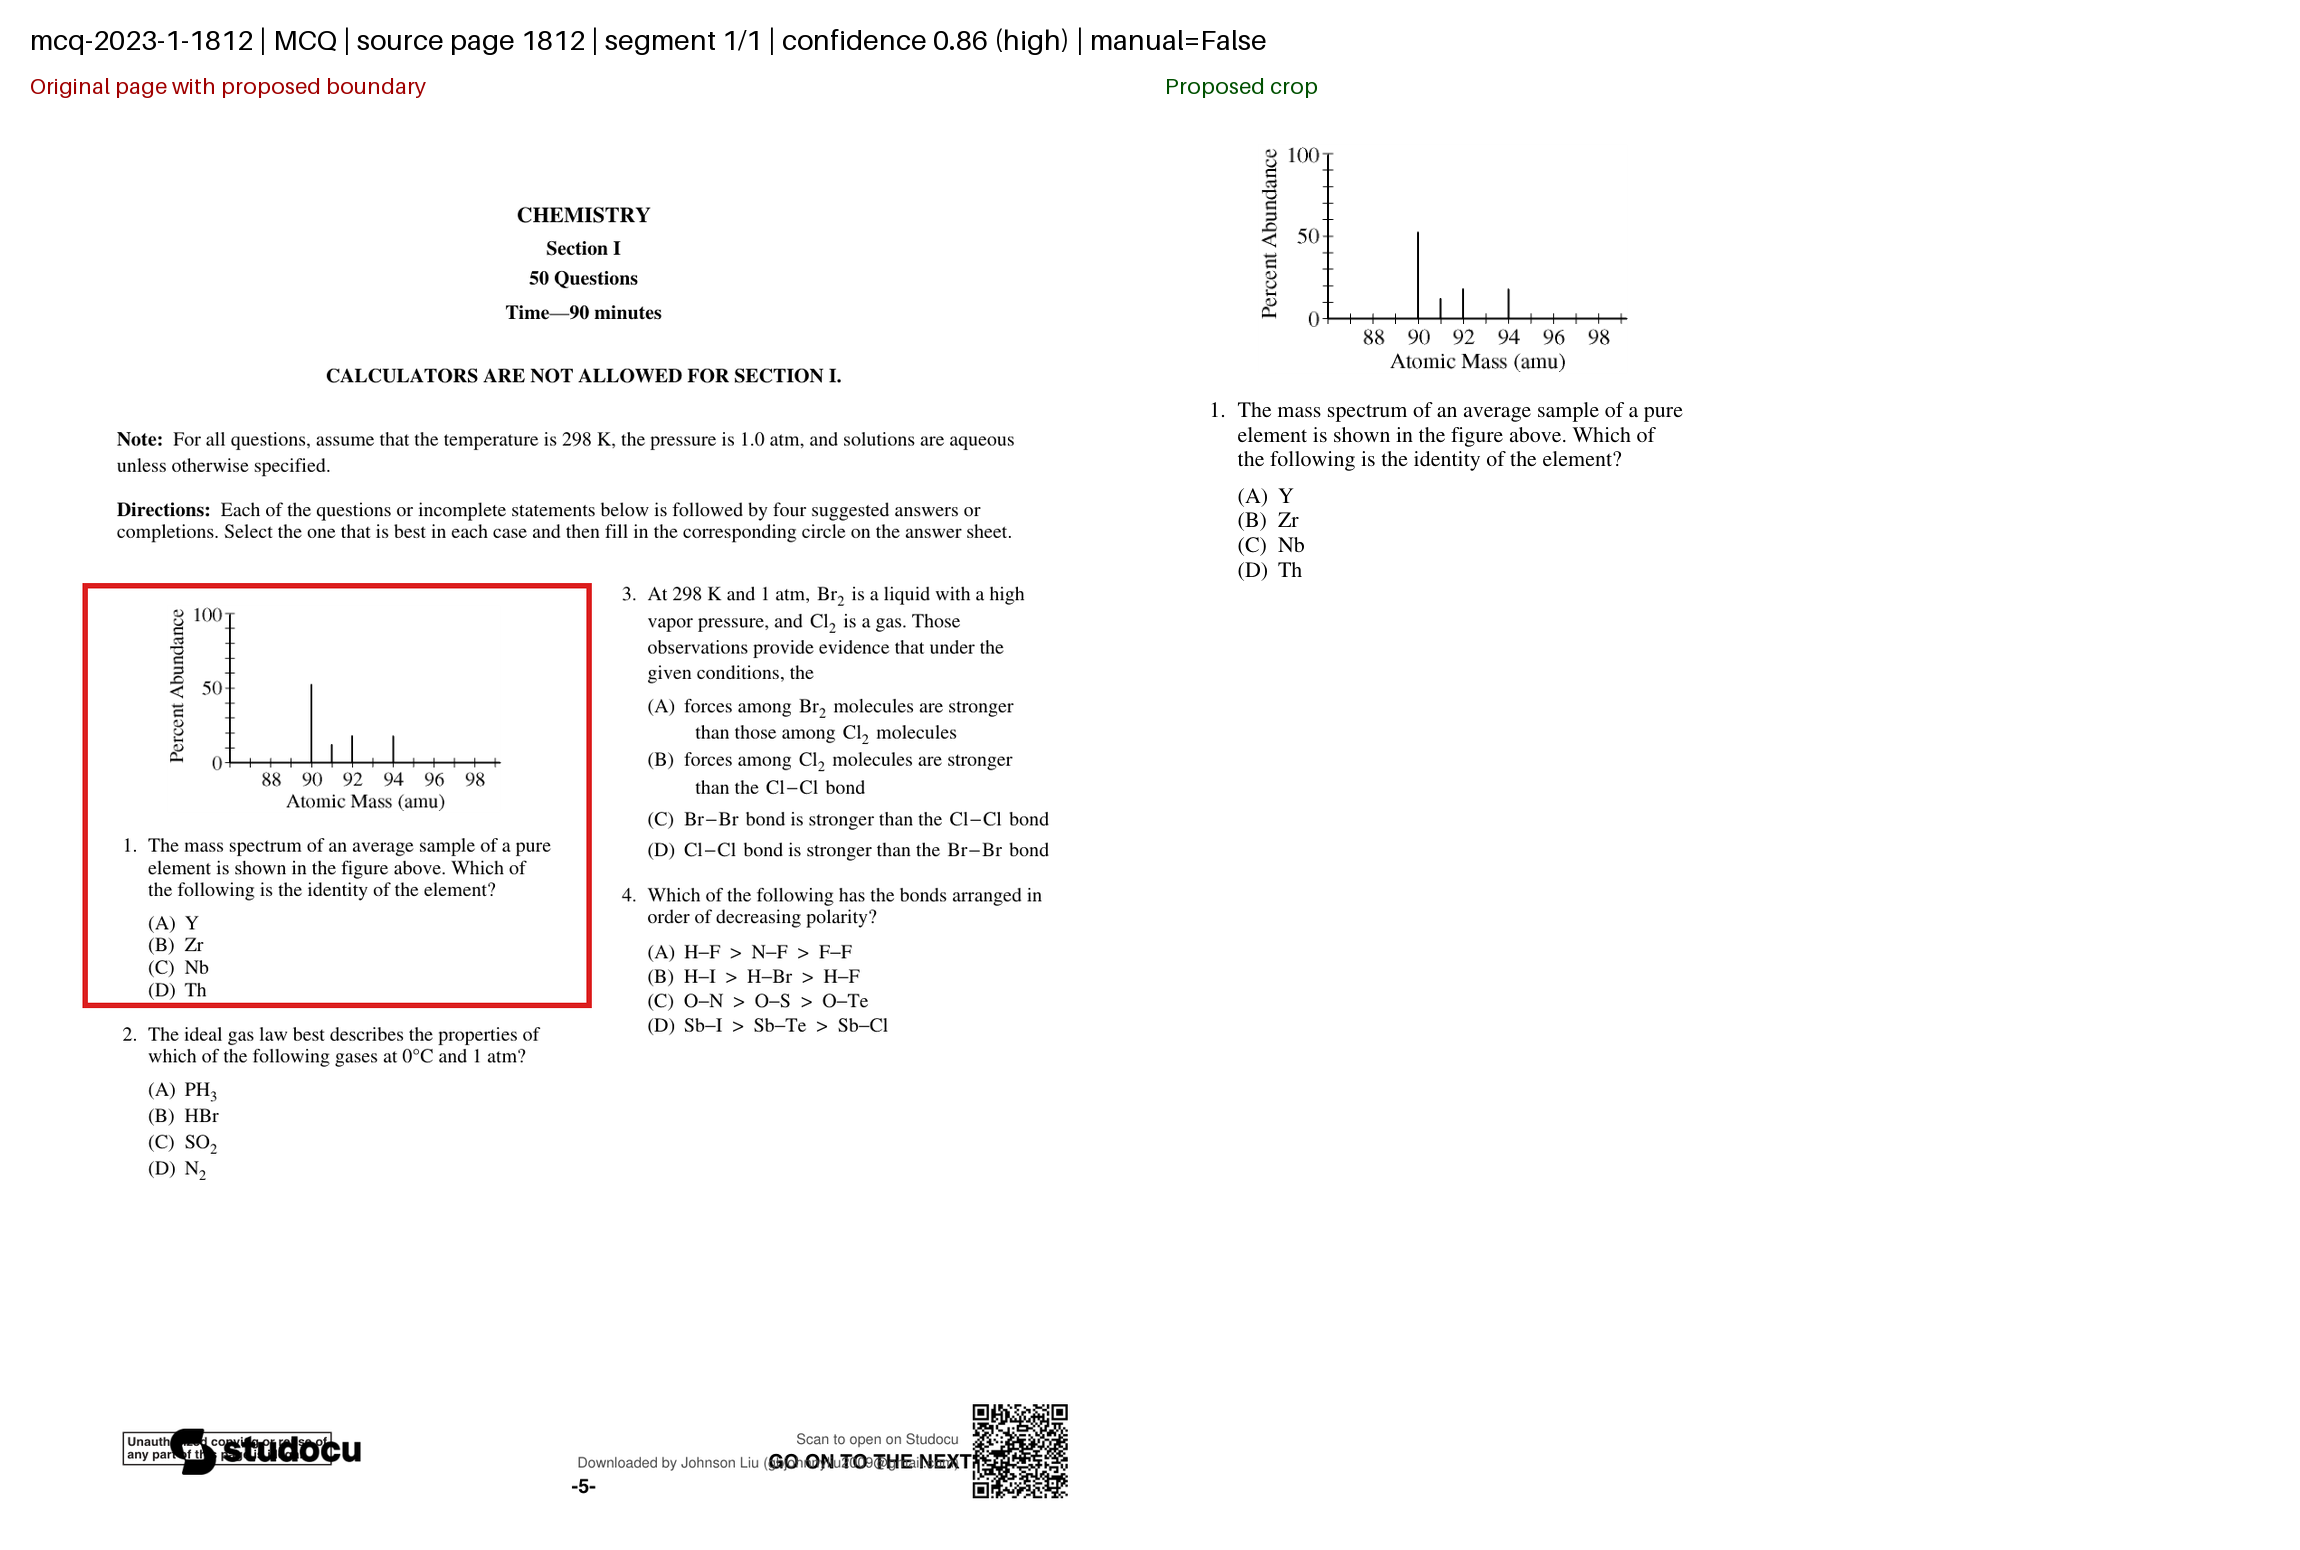 mcq-2023-1-1812 | MCQ | source page 1812 | segment 1/1 | confidence 0.86 (high) | manual=False
Original page with proposed boundary
CHEMISTRY
Section I
50 Questions
Time—90 minutes
CALCULATORS ARE NOT ALLOWED FOR SECTION I.
Note: For all questions, assume that the temperature is 298 K, the pressure is 1.0 atm, and solutions are aqueous
unless otherwise specified.
Directions: Each of the questions or incomplete statements below is followed by four suggested answers or
completions. Select the one that is best in each case and then fill in the corresponding circle on the answer sheet.
Percent Abundance
100
50
0
88 90 92 94 96 98
Atomic Mass (amu)
1. The mass spectrum of an average sample of a pure
element is shown in the figure above. Which of
the following is the identity of the element?
(A) Y
(B) Zr
(C) Nb
(D) Th
2. The ideal gas law best describes the properties of
which of the following gases at 0°C and 1 atm?
(A) PH₃
(B) HBr
(C) SO₂
(D) N₂
3. At 298 K and 1 atm, Br₂ is a liquid with a high
vapor pressure, and Cl₂ is a gas. Those
observations provide evidence that under the
given conditions, the
(A) forces among Br₂ molecules are stronger
than those among Cl₂ molecules
(B) forces among Cl₂ molecules are stronger
than the Cl–Cl bond
(C) Br–Br bond is stronger than the Cl–Cl bond
(D) Cl–Cl bond is stronger than the Br–Br bond
4. Which of the following has the bonds arranged in
order of decreasing polarity?
(A) H–F > N–F > F–F
(B) H–I > H–Br > H–F
(C) O–N > O–S > O–Te
(D) Sb–I > Sb–Te > Sb–Cl
studocu
Scan to open on Studocu
Downloaded by Johnson Liu
GO ON TO THE NEXT
-5-
Proposed crop
Percent Abundance
100
50
0
88 90 92 94 96 98
Atomic Mass (amu)
1. The mass spectrum of an average sample of a pure
element is shown in the figure above. Which of
the following is the identity of the element?
(A) Y
(B) Zr
(C) Nb
(D) Th